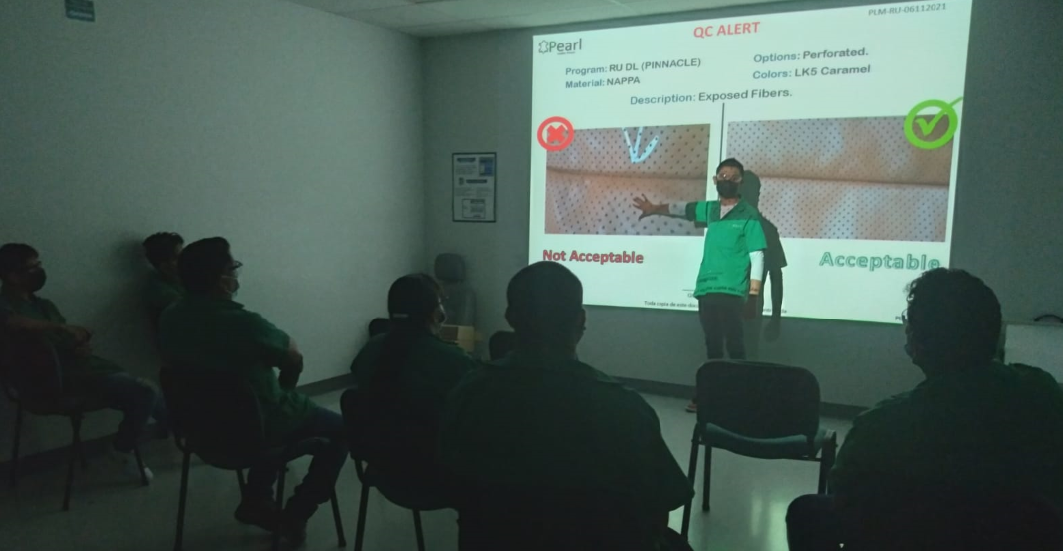 PLM-RU-06112021
QC ALERT
Pearl
Program: RU DL (PINNACLE)
Options: Perforated.
Material: NAPPA
Colors: LK5 Caramel
Description: Exposed Fibers.
Not Acceptable
Acceptable